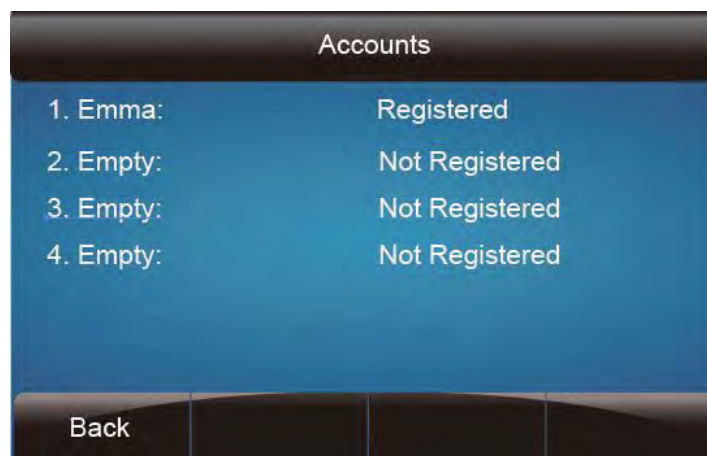 Accounts
1. Emma: Registered
2. Empty: Not Registered
3. Empty: Not Registered
4. Empty: Not Registered
Back